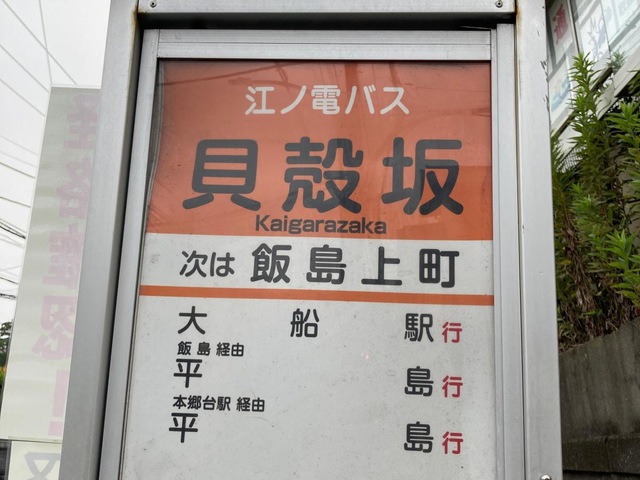 江ノ電バス
貝殻坂
Kaigarazaka
次は 飯島上町
大船駅行
飯島 経由
平島行
本郷台駅 経由
平島行